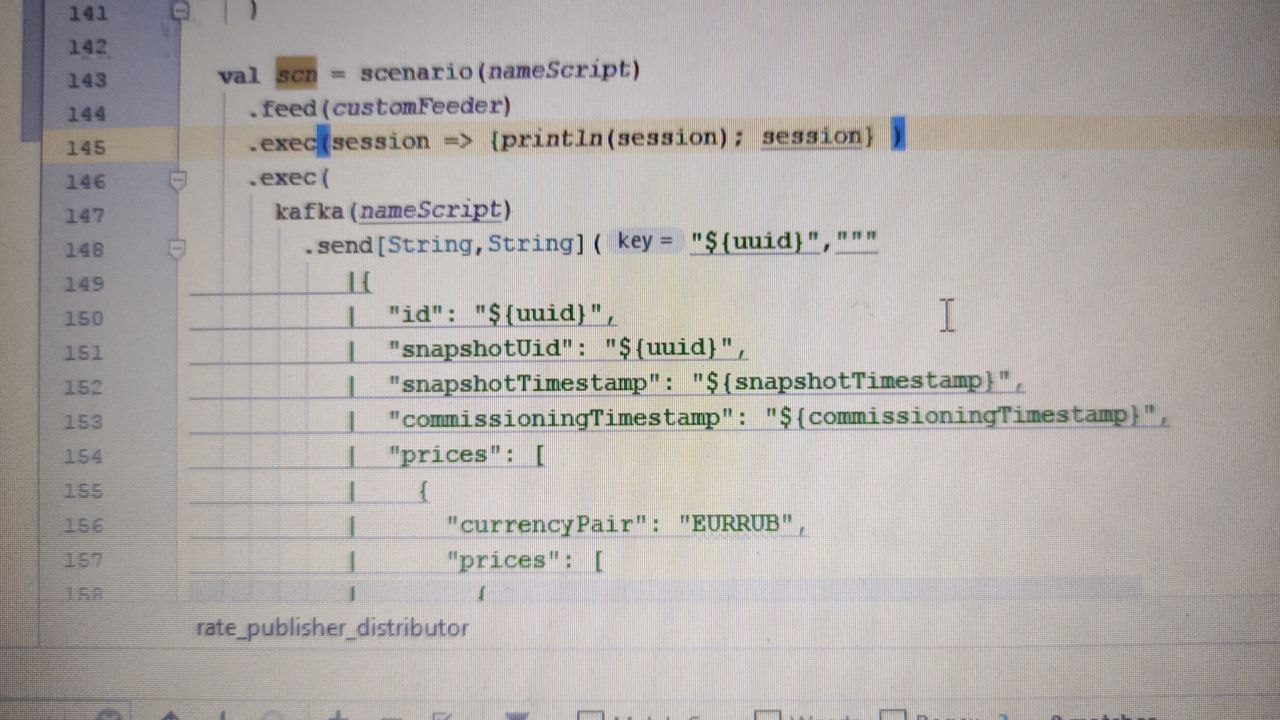 141 )
142
143 val scn = scenario(nameScript)
144 .feed(customFeeder)
145 .exec(session => {println(session); session} )
146 .exec(
147 kafka(nameScript)
148 .send[String,String]( key = "${uuid}","""
149 |{
150 | "id": "${uuid}",
151 | "snapshotUid": "${uuid}",
152 | "snapshotTimestamp": "${snapshotTimestamp}",
153 | "commissioningTimestamp": "${commissioningTimestamp}",
154 | "prices": [
155 | {
156 | "currencyPair": "EURRUB",
157 | "prices": [
158 | {
rate_publisher_distributor